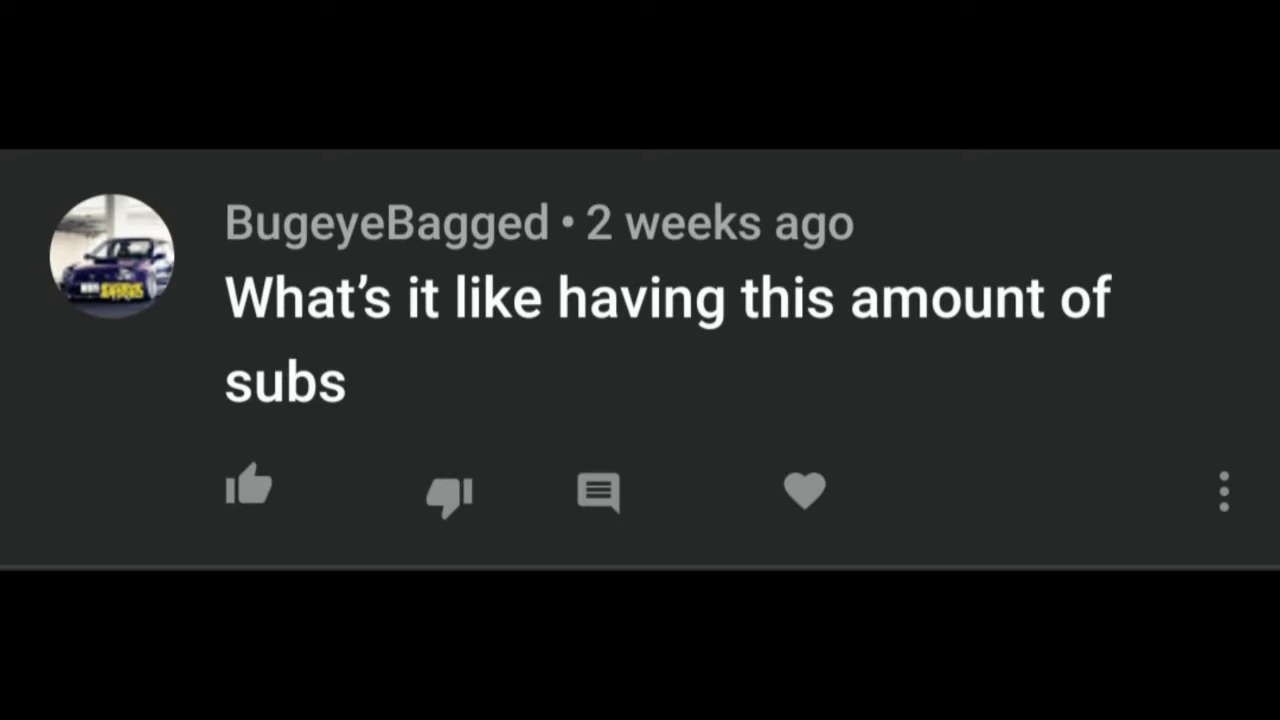 BugeyeBagged • 2 weeks ago
What's it like having this amount of
subs